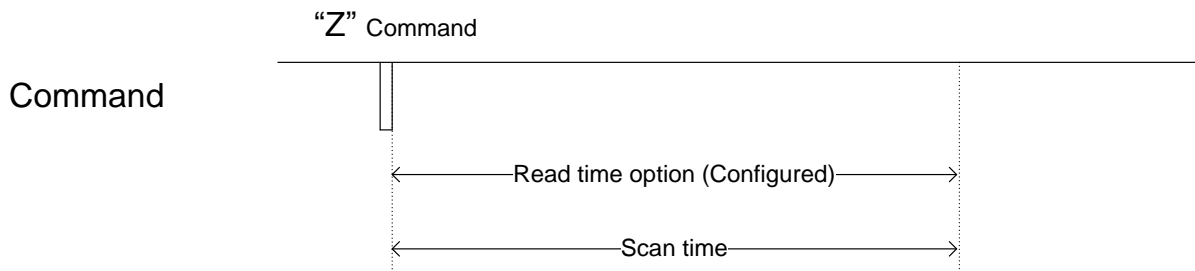 “Z” Command
Command
Read time option (Configured)
Scan time